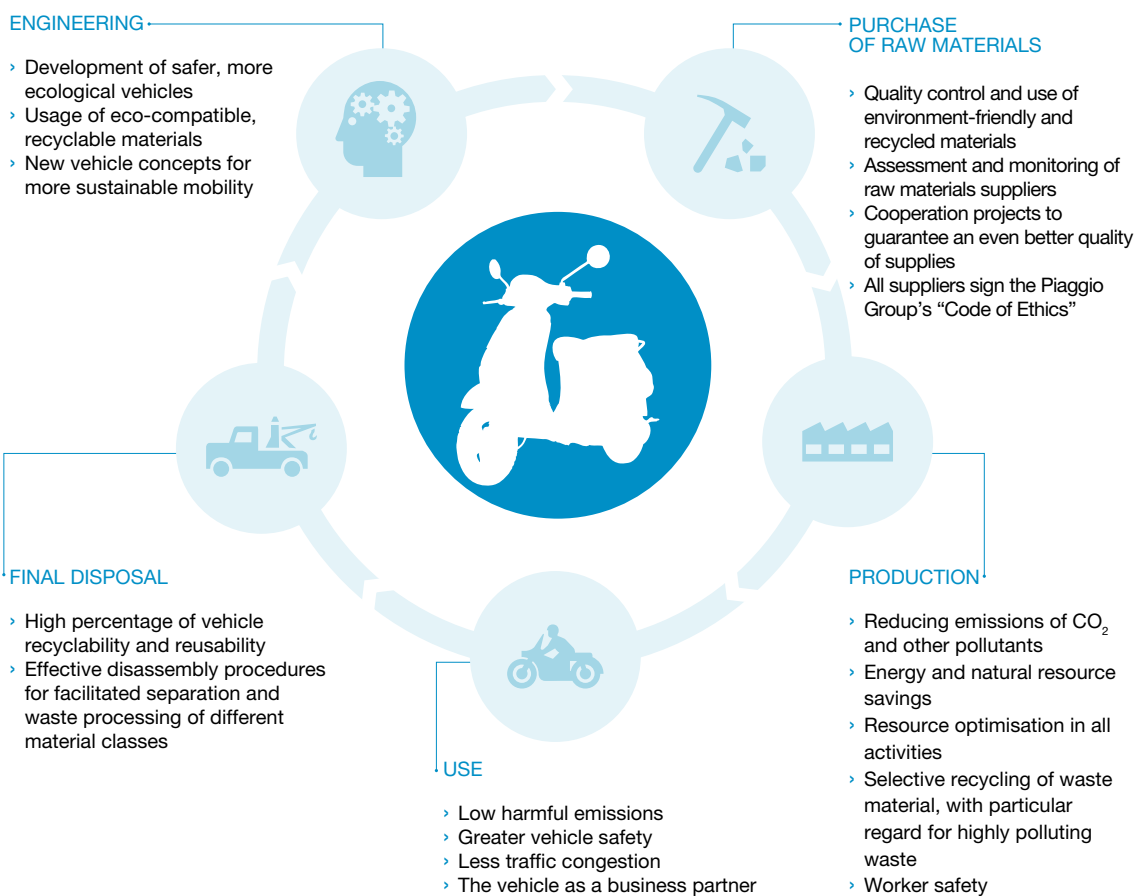 ENGINEERING
› Development of safer, more
ecological vehicles
› Usage of eco-compatible,
recyclable materials
› New vehicle concepts for
more sustainable mobility
PURCHASE
OF RAW MATERIALS
› Quality control and use of
environment-friendly and
recycled materials
› Assessment and monitoring of
raw materials suppliers
› Cooperation projects to
guarantee an even better quality
of supplies
› All suppliers sign the Piaggio
Group’s “Code of Ethics”
FINAL DISPOSAL
› High percentage of vehicle
recyclability and reusability
› Effective disassembly procedures
for facilitated separation and
waste processing of different
material classes
USE
› Low harmful emissions
› Greater vehicle safety
› Less traffic congestion
› The vehicle as a business partner
PRODUCTION
› Reducing emissions of CO₂
and other pollutants
› Energy and natural resource
savings
› Resource optimisation in all
activities
› Selective recycling of waste
material, with particular
regard for highly polluting
waste
› Worker safety